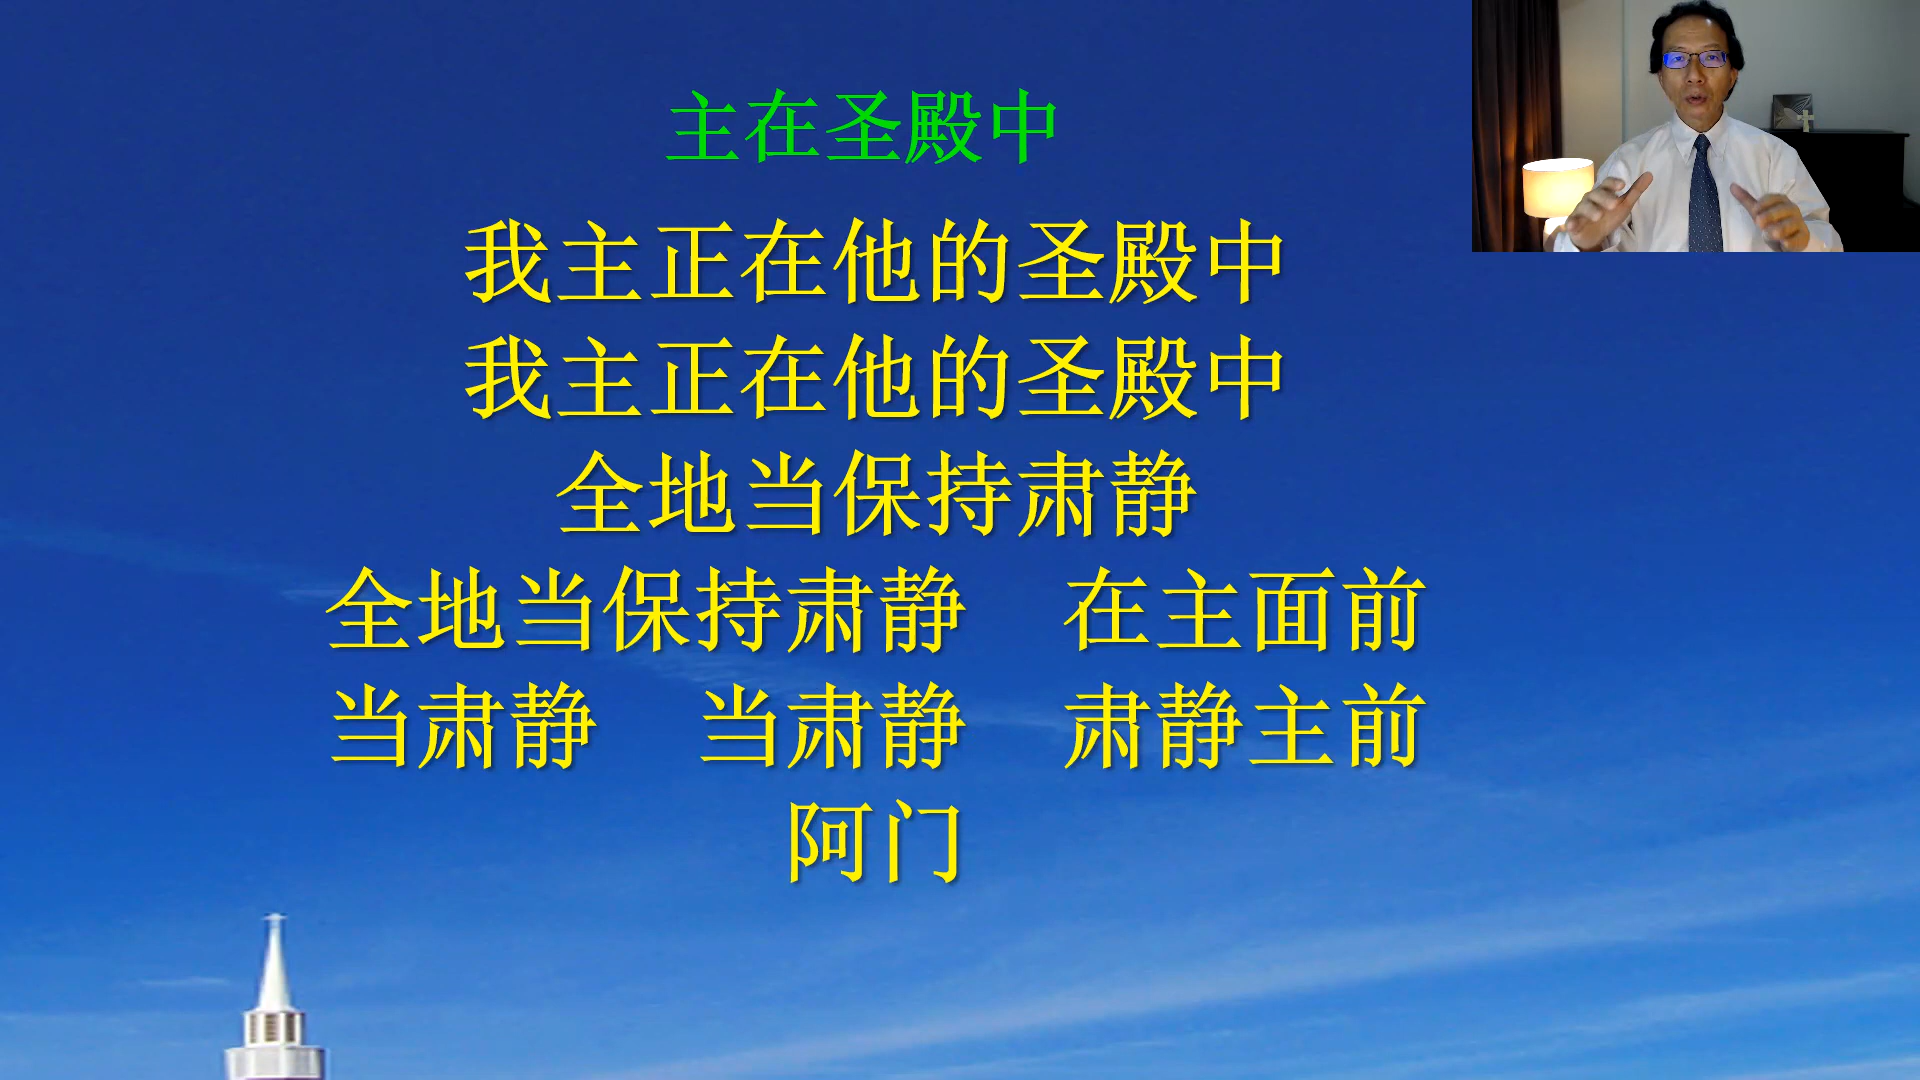 主在圣殿中
我主正在他的圣殿中
我主正在他的圣殿中
全地当保持肃静
全地当保持肃静　在主面前
当肃静　当肃静　肃静主前
阿门